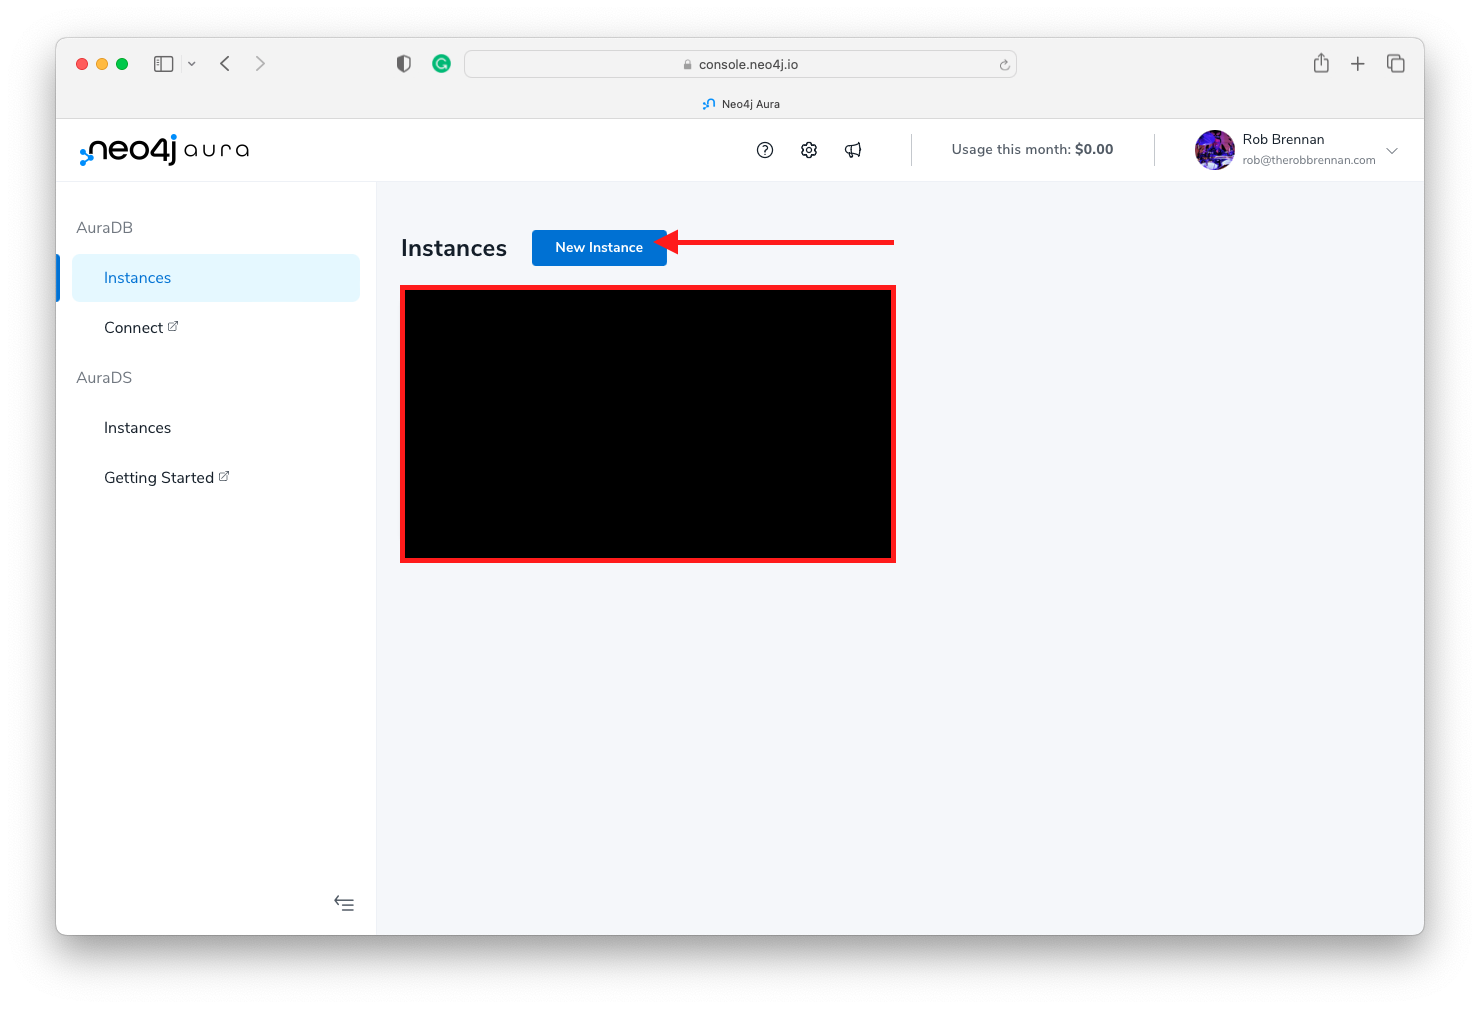 console.neo4j.io
Neo4j Aura
neo4j aura
Usage this month: $0.00
Rob Brennan
rob@therobbrennan.com
AuraDB
Instances
Connect
AuraDS
Instances
Getting Started
Instances
New Instance